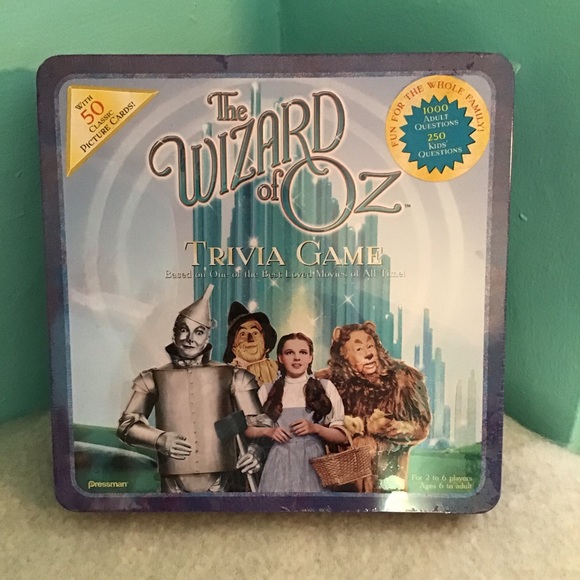 WITH
50
CLASSIC
PICTURE CARDS!
The
WIZARD
of OZ™
FUN FOR THE WHOLE FAMILY!
1000
ADULT
QUESTIONS
250
KIDS'
QUESTIONS
TRIVIA GAME
Based on One of the Best Loved Movies of All Time!
Pressman®
For 2 to 6 players
Ages 6 to adult